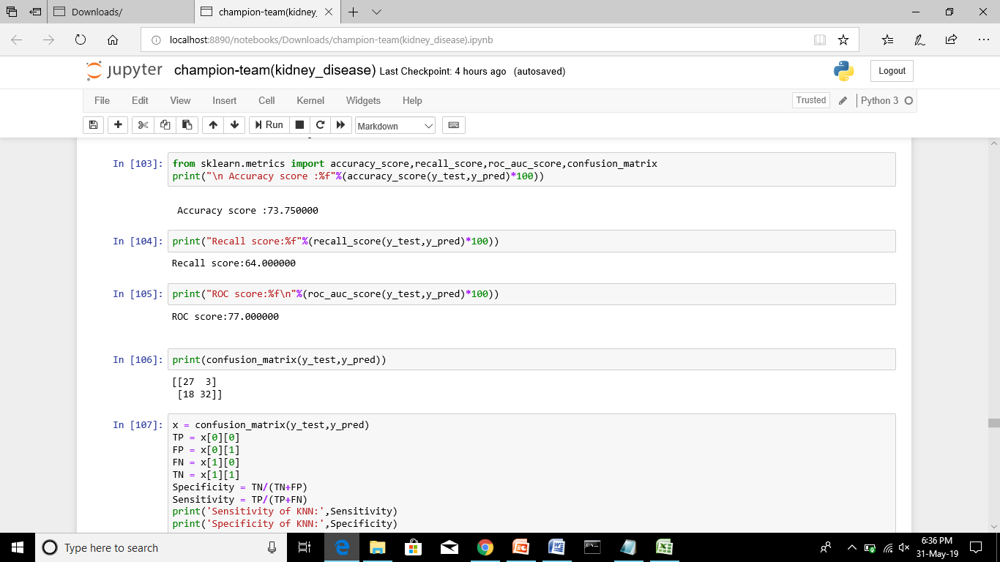 Downloads/
champion-team(kidney_
localhost:8890/notebooks/Downloads/champion-team(kidney_disease).ipynb
jupyter champion-team(kidney_disease) Last Checkpoint: 4 hours ago (autosaved)
Logout
File Edit View Insert Cell Kernel Widgets Help
Trusted
Python 3
Run
Markdown
In [103]: from sklearn.metrics import accuracy_score,recall_score,roc_auc_score,confusion_matrix
print("\n Accuracy score :%f"%(accuracy_score(y_test,y_pred)*100))
Accuracy score :73.750000
In [104]: print("Recall score:%f"%(recall_score(y_test,y_pred)*100))
Recall score:64.000000
In [105]: print("ROC score:%f\n"%(roc_auc_score(y_test,y_pred)*100))
ROC score:77.000000
In [106]: print(confusion_matrix(y_test,y_pred))
[[27  3]
 [18 32]]
In [107]: x = confusion_matrix(y_test,y_pred)
TP = x[0][0]
FP = x[0][1]
FN = x[1][0]
TN = x[1][1]
Specificity = TN/(TN+FP)
Sensitivity = TP/(TP+FN)
print('Sensitivity of KNN:',Sensitivity)
print('Specificity of KNN:',Specificity)
Type here to search
6:36 PM
31-May-19